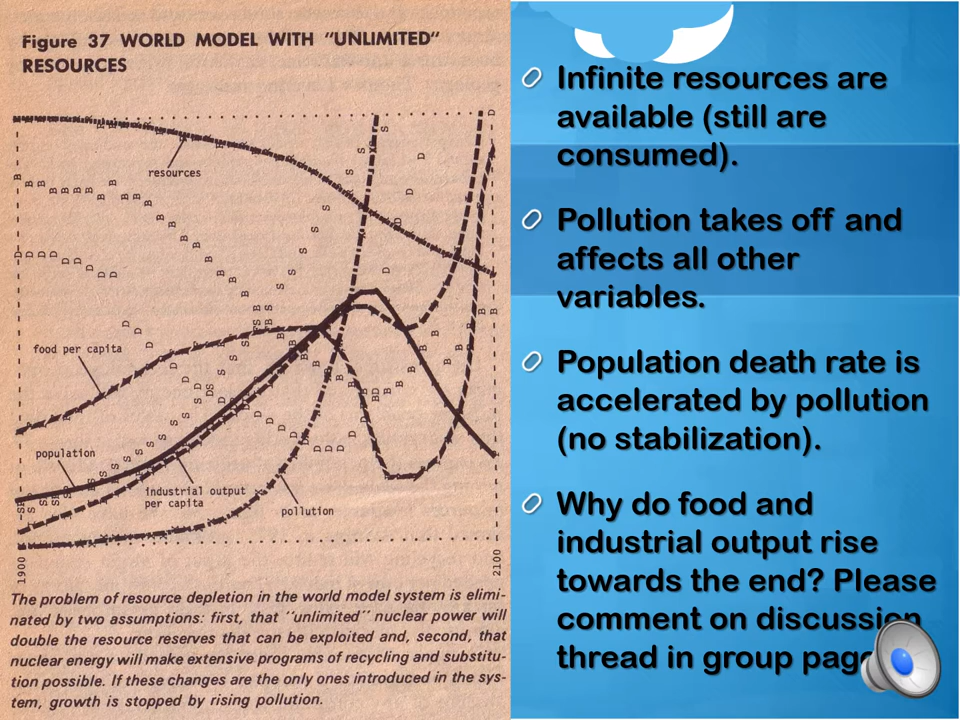 Figure 37 WORLD MODEL WITH "UNLIMITED"
RESOURCES
resources
food per capita
population
industrial output
per capita
pollution
1900
2100
The problem of resource depletion in the world model system is elimi-
nated by two assumptions: first, that "unlimited" nuclear power will
double the resource reserves that can be exploited and, second, that
nuclear energy will make extensive programs of recycling and substitu-
tion possible. If these changes are the only ones introduced in the sys-
tem, growth is stopped by rising pollution.
Infinite resources are
available (still are
consumed).
Pollution takes off and
affects all other
variables.
Population death rate is
accelerated by pollution
(no stabilization).
Why do food and
industrial output rise
towards the end? Please
comment on discussion
thread in group page